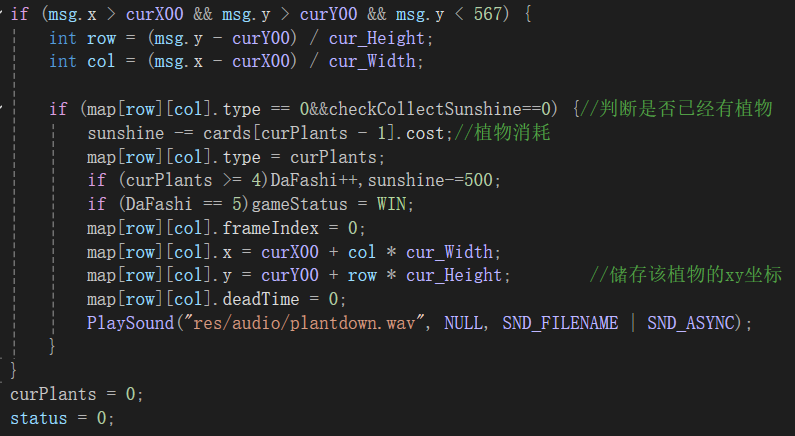 if (msg.x > curX00 && msg.y > curY00 && msg.y < 567) {
    int row = (msg.y - curY00) / cur_Height;
    int col = (msg.x - curX00) / cur_Width;

    if (map[row][col].type == 0&&checkCollectSunshine==0) {//判断是否已经有植物
        sunshine -= cards[curPlants - 1].cost;//植物消耗
        map[row][col].type = curPlants;
        if (curPlants >= 4)DaFashi++,sunshine-=500;
        if (DaFashi == 5)gameStatus = WIN;
        map[row][col].frameIndex = 0;
        map[row][col].x = curX00 + col * cur_Width;
        map[row][col].y = curY00 + row * cur_Height;        //储存该植物的xy坐标
        map[row][col].deadTime = 0;
        PlaySound("res/audio/plantdown.wav", NULL, SND_FILENAME | SND_ASYNC);
    }
}
curPlants = 0;
status = 0;